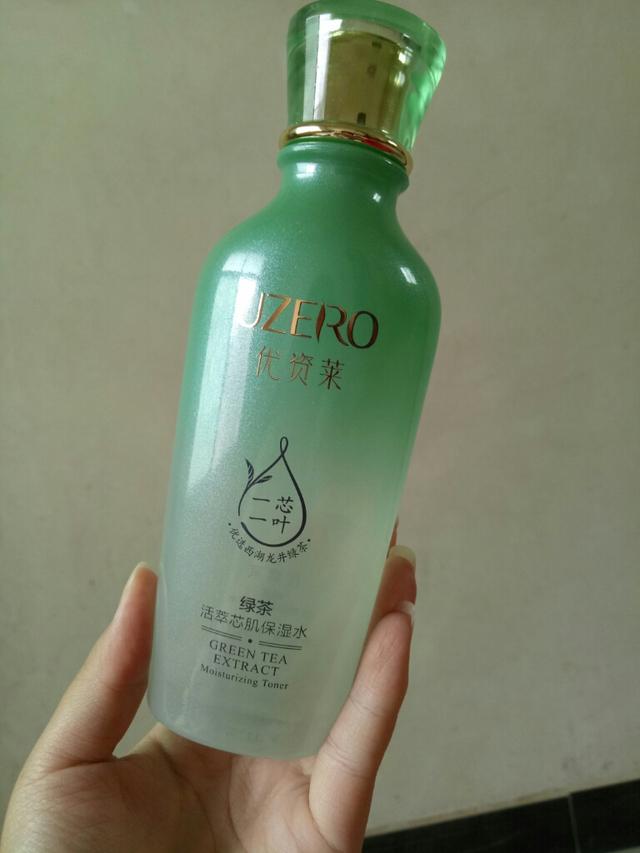 UZERO
优资莱
一芯
一叶
·优选西湖龙井绿茶·
绿茶
活萃芯肌保湿水
GREEN TEA
EXTRACT
Moisturizing Toner